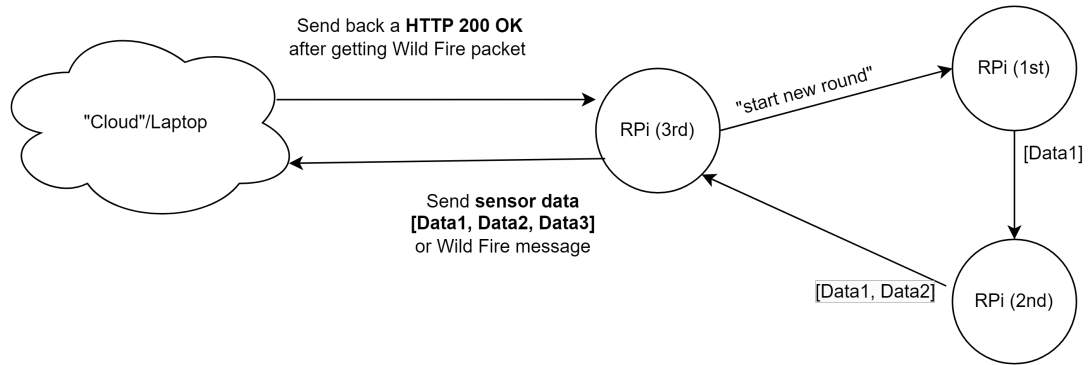 Send back a HTTP 200 OK
after getting Wild Fire packet
"Cloud"/Laptop
RPi (3rd)
"start new round"
RPi (1st)
[Data1]
Send sensor data
[Data1, Data2, Data3]
or Wild Fire message
[Data1, Data2]
RPi (2nd)